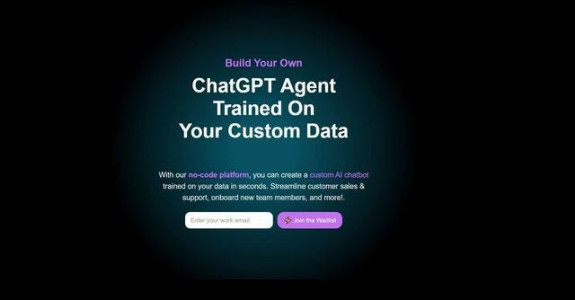 Build Your Own
ChatGPT Agent
Trained On
Your Custom Data
With our no-code platform, you can create a custom AI chatbot
trained on your data in seconds. Streamline customer sales &
support, onboard new team members, and more!.
Enter your work email
Join the Waitlist